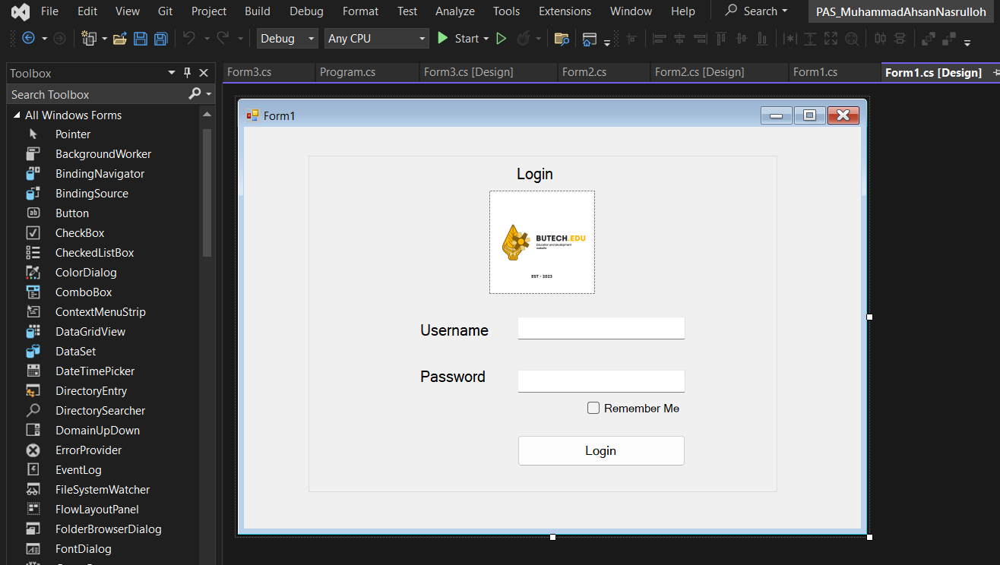 File Edit View Git Project Build Debug Format Test Analyze Tools Extensions Window Help Search PAS_MuhammadAhsanNasrulloh
Debug Any CPU Start
Toolbox
Form3.cs Program.cs Form3.cs [Design] Form2.cs Form2.cs [Design] Form1.cs Form1.cs [Design]
Search Toolbox
All Windows Forms
Pointer
BackgroundWorker
BindingNavigator
BindingSource
Button
CheckBox
CheckedListBox
ColorDialog
ComboBox
ContextMenuStrip
DataGridView
DataSet
DateTimePicker
DirectoryEntry
DirectorySearcher
DomainUpDown
ErrorProvider
EventLog
FileSystemWatcher
FlowLayoutPanel
FolderBrowserDialog
FontDialog
Form1
Login
BUTECH.EDU
Education and development
website
EST - 2023
Username
Password
Remember Me
Login